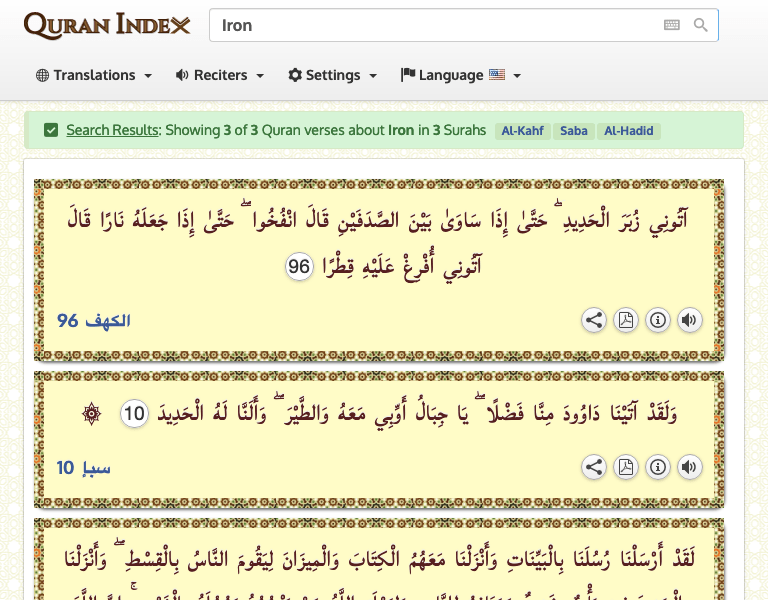 QURAN INDEX
Iron
Translations
Reciters
Settings
Language
Search Results: Showing 3 of 3 Quran verses about Iron in 3 Surahs Al-Kahf Saba Al-Hadid
آتُونِي زُبَرَ الْحَدِيدِ ۖ حَتَّىٰ إِذَا سَاوَىٰ بَيْنَ الصَّدَفَيْنِ قَالَ انْفُخُوا ۖ حَتَّىٰ إِذَا جَعَلَهُ نَارًا قَالَ
آتُونِي أُفْرِغْ عَلَيْهِ قِطْرًا 96
الكهف 96
وَلَقَدْ آتَيْنَا دَاوُودَ مِنَّا فَضْلًا ۖ يَا جِبَالُ أَوِّبِي مَعَهُ وَالطَّيْرَ ۖ وَأَلَنَّا لَهُ الْحَدِيدَ 10 ۞
سبإ 10
لَقَدْ أَرْسَلْنَا رُسُلَنَا بِالْبَيِّنَاتِ وَأَنْزَلْنَا مَعَهُمُ الْكِتَابَ وَالْمِيزَانَ لِيَقُومَ النَّاسُ بِالْقِسْطِ ۖ وَأَنْزَلْنَا